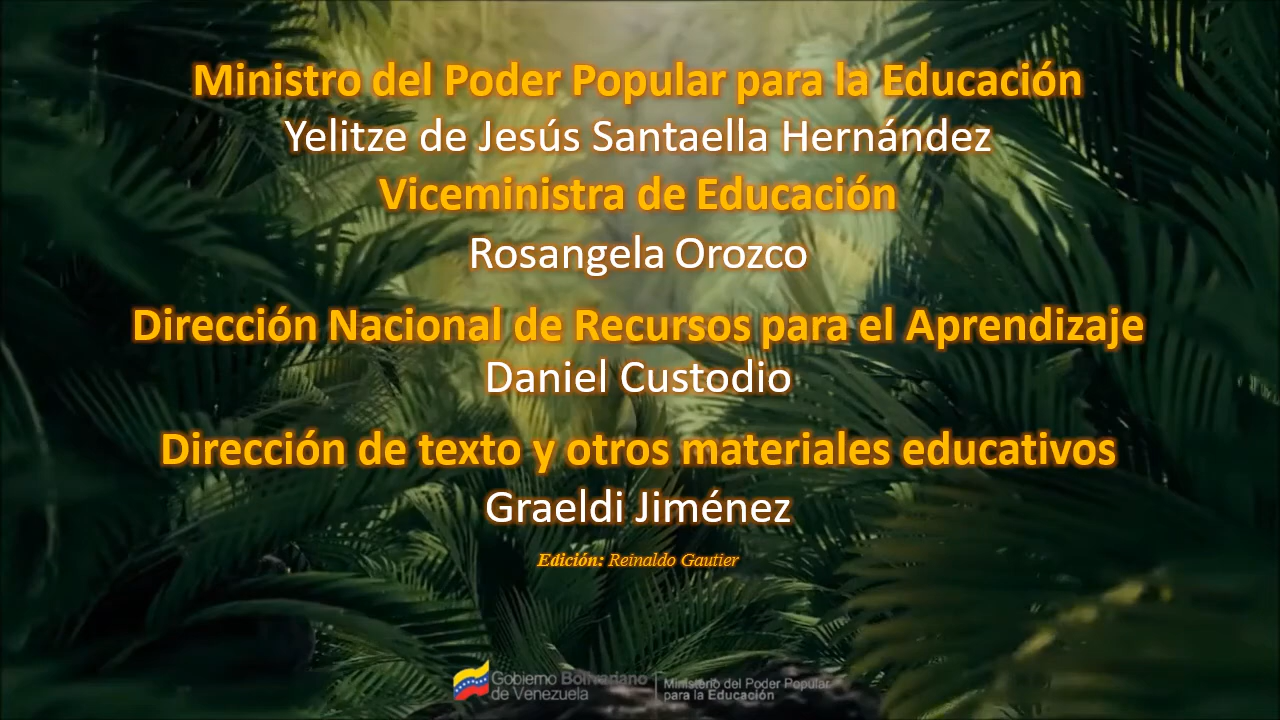 Ministro del Poder Popular para la Educación
Yelitze de Jesús Santaella Hernández
Viceministra de Educación
Rosangela Orozco
Dirección Nacional de Recursos para el Aprendizaje
Daniel Custodio
Dirección de texto y otros materiales educativos
Graeldi Jiménez
Edición: Reinaldo Gautier
Gobierno Bolivariano
de Venezuela
Ministerio del Poder Popular
para la Educación